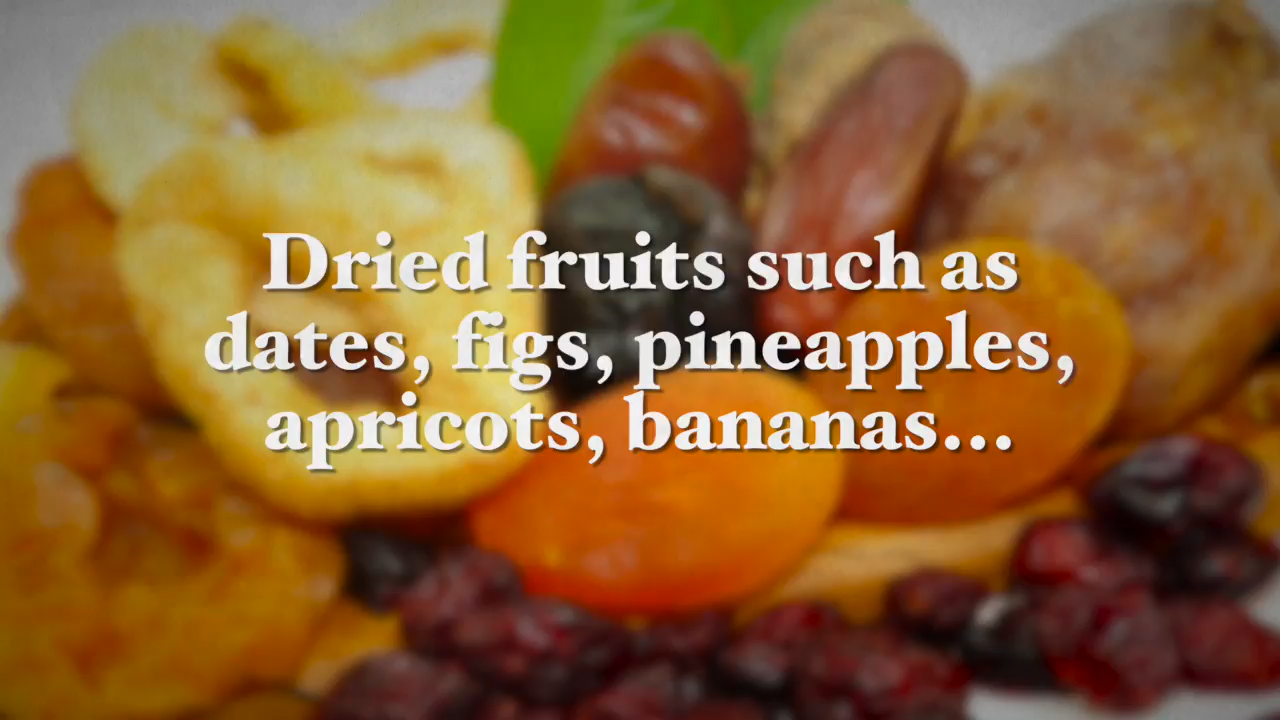 Dried fruits such as
dates, figs, pineapples,
apricots, bananas...